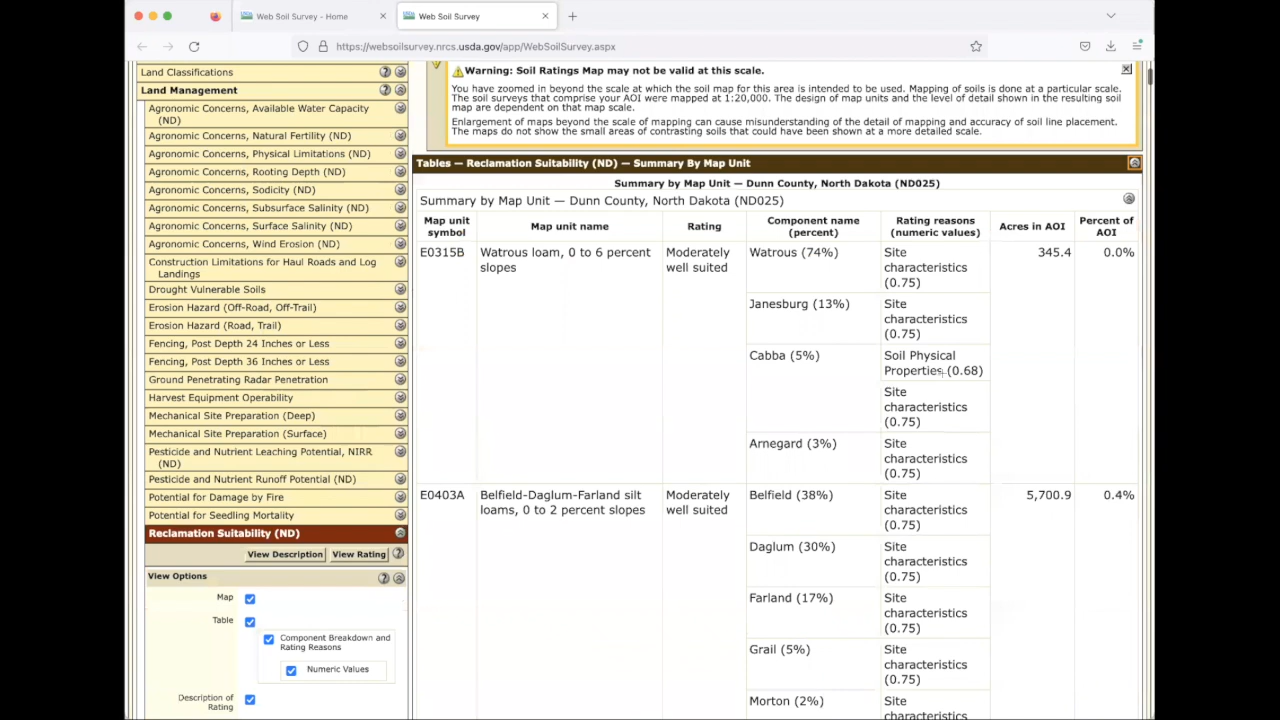 Web Soil Survey - Home
Web Soil Survey
https://websoilsurvey.nrcs.usda.gov/app/WebSoilSurvey.aspx
Land Classifications
Land Management
Agronomic Concerns, Available Water Capacity
(ND)
Agronomic Concerns, Natural Fertility (ND)
Agronomic Concerns, Physical Limitations (ND)
Agronomic Concerns, Rooting Depth (ND)
Agronomic Concerns, Sodicity (ND)
Agronomic Concerns, Subsurface Salinity (ND)
Agronomic Concerns, Surface Salinity (ND)
Agronomic Concerns, Wind Erosion (ND)
Construction Limitations for Haul Roads and Log
Landings
Drought Vulnerable Soils
Erosion Hazard (Off-Road, Off-Trail)
Erosion Hazard (Road, Trail)
Fencing, Post Depth 24 Inches or Less
Fencing, Post Depth 36 Inches or Less
Ground Penetrating Radar Penetration
Harvest Equipment Operability
Mechanical Site Preparation (Deep)
Mechanical Site Preparation (Surface)
Pesticide and Nutrient Leaching Potential, NIRR
(ND)
Pesticide and Nutrient Runoff Potential (ND)
Potential for Damage by Fire
Potential for Seedling Mortality
Reclamation Suitability (ND)
View Description View Rating
View Options
Map
Table
Component Breakdown and
Rating Reasons
Numeric Values
Description of
Rating
Warning: Soil Ratings Map may not be valid at this scale.
You have zoomed in beyond the scale at which the soil map for this area is intended to be used. Mapping of soils is done at a particular scale.
The soil surveys that comprise your AOI were mapped at 1:20,000. The design of map units and the level of detail shown in the resulting soil
map are dependent on that map scale.
Enlargement of maps beyond the scale of mapping can cause misunderstanding of the detail of mapping and accuracy of soil line placement.
The maps do not show the small areas of contrasting soils that could have been shown at a more detailed scale.
Tables — Reclamation Suitability (ND) — Summary By Map Unit
Summary by Map Unit — Dunn County, North Dakota (ND025)
Summary by Map Unit — Dunn County, North Dakota (ND025)
Map unit
symbol
Map unit name
Rating
Component name
(percent)
Rating reasons
(numeric values)
Acres in AOI
Percent of
AOI
E0315B
Watrous loam, 0 to 6 percent
slopes
Moderately
well suited
Watrous (74%)
Site
characteristics
(0.75)
345.4
0.0%
Janesburg (13%)
Site
characteristics
(0.75)
Cabba (5%)
Soil Physical
Properties (0.68)
Site
characteristics
(0.75)
Arnegard (3%)
Site
characteristics
(0.75)
E0403A
Belfield-Daglum-Farland silt
loams, 0 to 2 percent slopes
Moderately
well suited
Belfield (38%)
Site
characteristics
(0.75)
5,700.9
0.4%
Daglum (30%)
Site
characteristics
(0.75)
Farland (17%)
Site
characteristics
(0.75)
Grail (5%)
Site
characteristics
(0.75)
Morton (2%)
Site
characteristics